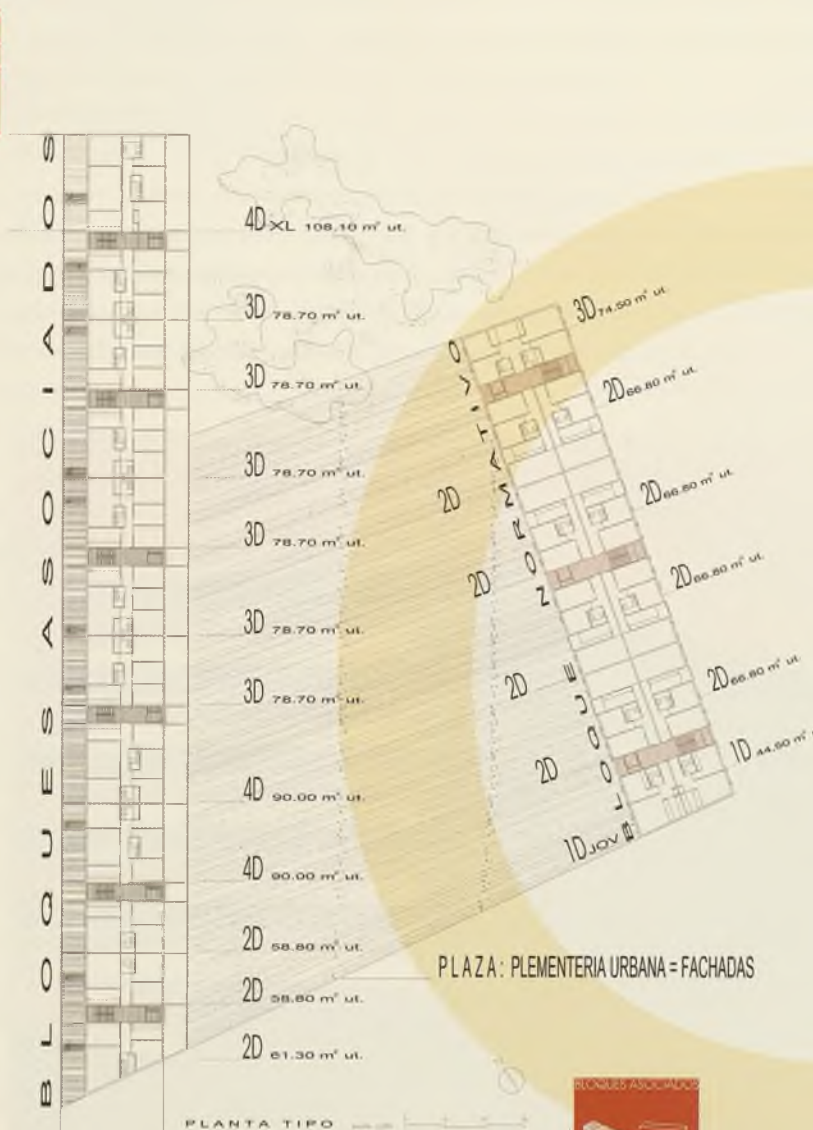 BLOQUES ASOCIADOS
4D XL 108.10 m² ut.
3D 78.70 m² ut.
3D 78.70 m² ut.
3D 78.70 m² ut.
3D 78.70 m² ut.
3D 78.70 m² ut.
3D 78.70 m² ut.
4D 90.00 m² ut.
4D 90.00 m² ut.
2D 58.80 m² ut.
2D 58.80 m² ut.
2D 61.30 m² ut.
BLOQUE NORMATIVO
3D 74.50 m² ut.
2D 66.80 m² ut.
2D 66.80 m² ut.
2D 66.80 m² ut.
2D 66.80 m² ut.
1D 44.50 m²
2D
2D
2D
2D
1D JOV
PLAZA: PLEMENTERIA URBANA = FACHADAS
PLANTA TIPO
BLOQUES ASOCIADOS